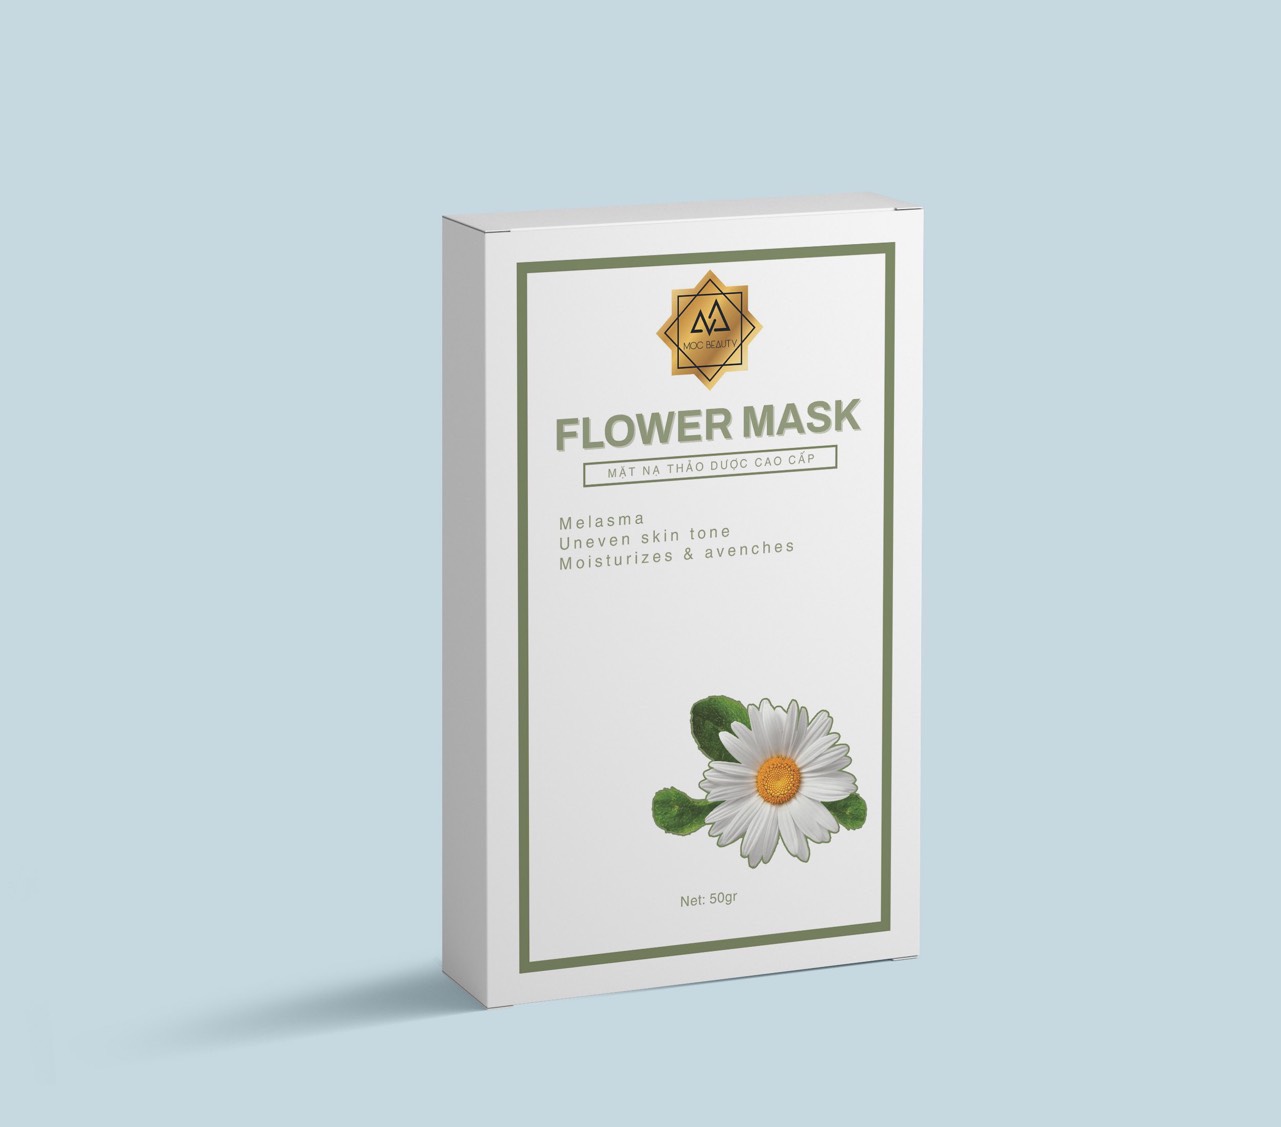 MOC BEAUTY
FLOWER MASK
MẶT NẠ THẢO DƯỢC CAO CẤP
Melasma
Uneven skin tone
Moisturizes & avenches
Net: 50gr